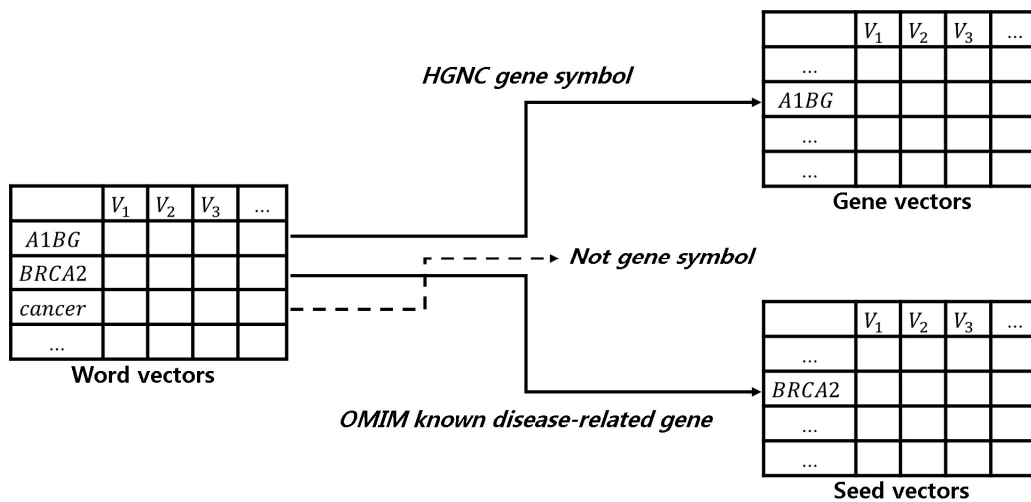 V1 V2 V3 ...
...
A1BG
...
...
Gene vectors
HGNC gene symbol
V1 V2 V3 ...
A1BG
BRCA2
cancer
...
Word vectors
Not gene symbol
OMIM known disease-related gene
V1 V2 V3 ...
...
BRCA2
...
...
Seed vectors